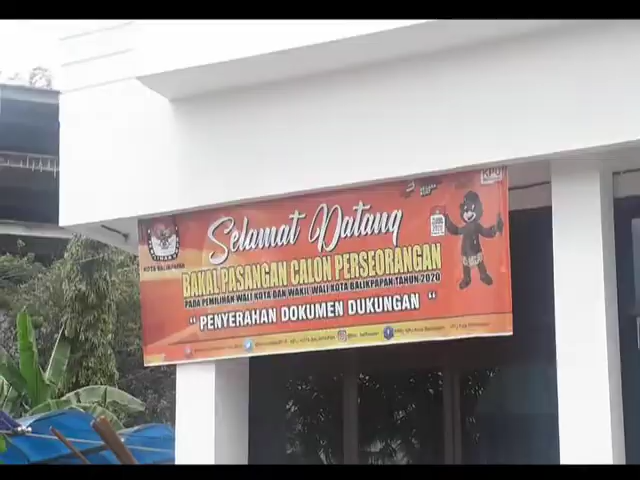 KPU
Selamat Datang
KOTA BALIKPAPAN
BAKAL PASANGAN CALON PERSEORANGAN
PADA PEMILIHAN WALI KOTA DAN WAKIL WALI KOTA BALIKPAPAN TAHUN 2020
" PENYERAHAN DOKUMEN DUKUNGAN "